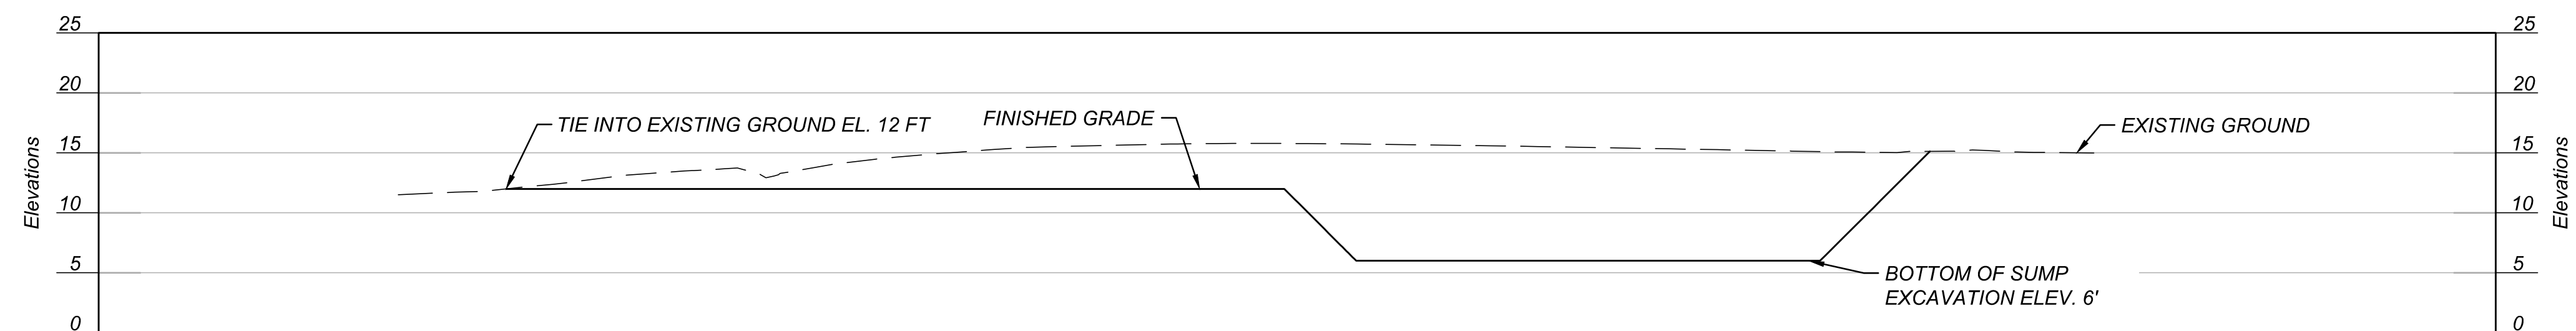 25
25
20
20
TIE INTO EXISTING GROUND EL. 12 FT
FINISHED GRADE
EXISTING GROUND
15
15
Elevations
Elevations
10
10
5
5
BOTTOM OF SUMP
EXCAVATION ELEV. 6'
0
0